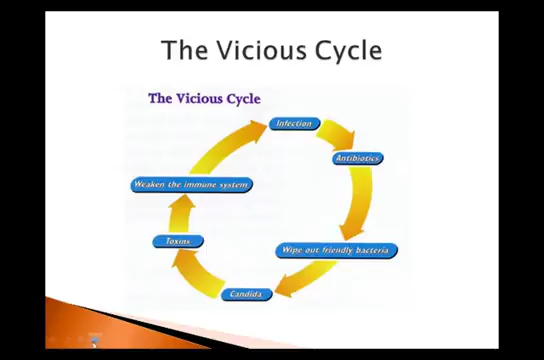 The Vicious Cycle
The Vicious Cycle
Infection
Antibiotics
Wipe out friendly bacteria
Candida
Toxins
Weaken the immune system